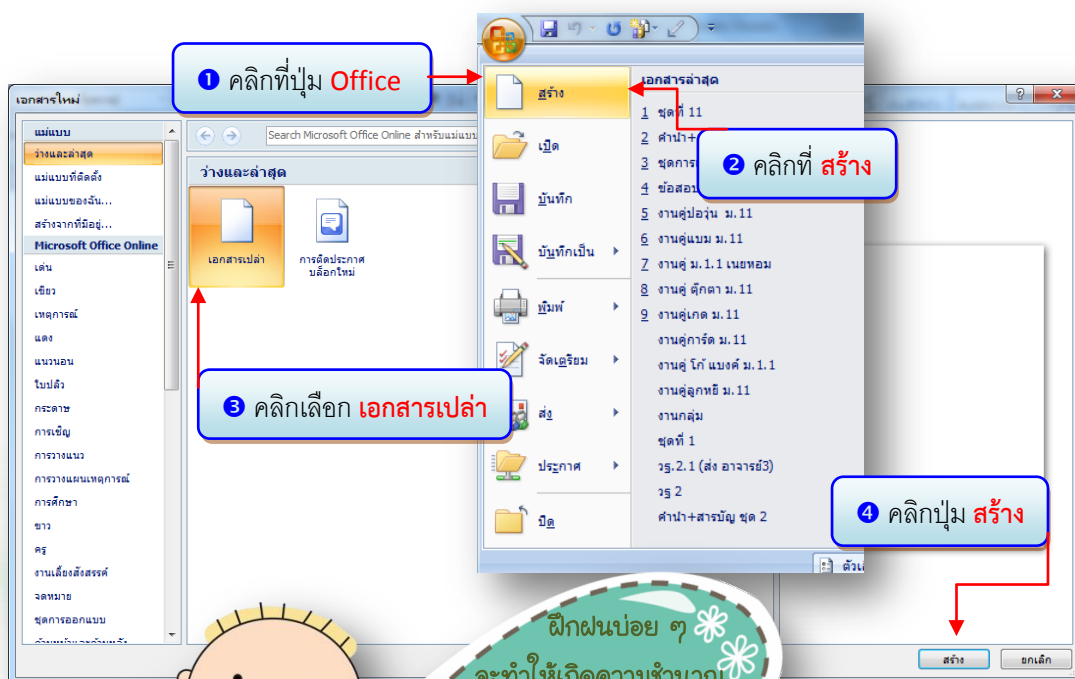 ❶ คลิกที่ปุ่ม Office
เอกสารใหม่
แม่แบบ
ว่างและล่าสุด
แม่แบบที่ติดตั้ง
แม่แบบของฉัน...
สร้างจากที่มีอยู่...
Microsoft Office Online
เด่น
เขียว
เหตุการณ์
แดง
แนวนอน
ใบปลิว
กระดาษ
การเชิญ
การวางแนว
การวางแผนเหตุการณ์
การศึกษา
ขาว
ครู
งานเลี้ยงสังสรรค์
จดหมาย
ชุดการออกแบบ
Search Microsoft Office Online สำหรับแม่แบบ
ว่างและล่าสุด
เอกสารเปล่า
การติดประกาศ
บล็อกใหม่
❸ คลิกเลือก เอกสารเปล่า
สร้าง
เปิด
บันทึก
บันทึกเป็น
พิมพ์
จัดเตรียม
ส่ง
ประกาศ
ปิด
เอกสารล่าสุด
1 ชุดที่ 11
2 คำนำ+
3 ชุดการ
4 ข้อสอบ
5 งานคู่ปอวุ่น ม.11
6 งานคู่แบม ม.11
7 งานคู่ ม.1.1 เนยหอม
8 งานคู่ ตุ๊กตา ม.11
9 งานคู่เกด ม.11
งานคู่การ์ด ม.11
งานคู่ โก้ แบงค์ ม.1.1
งานคู่ลูกหยี ม.11
งานกลุ่ม
ชุดที่ 1
วฐ.2.1 (ส่ง อาจารย์3)
วฐ 2
คำนำ+สารบัญ ชุด 2
❷ คลิกที่ สร้าง
❹ คลิกปุ่ม สร้าง
สร้าง
ยกเลิก
ฝึกฝนบ่อย ๆ
จะทำให้เกิดความชำนาญ